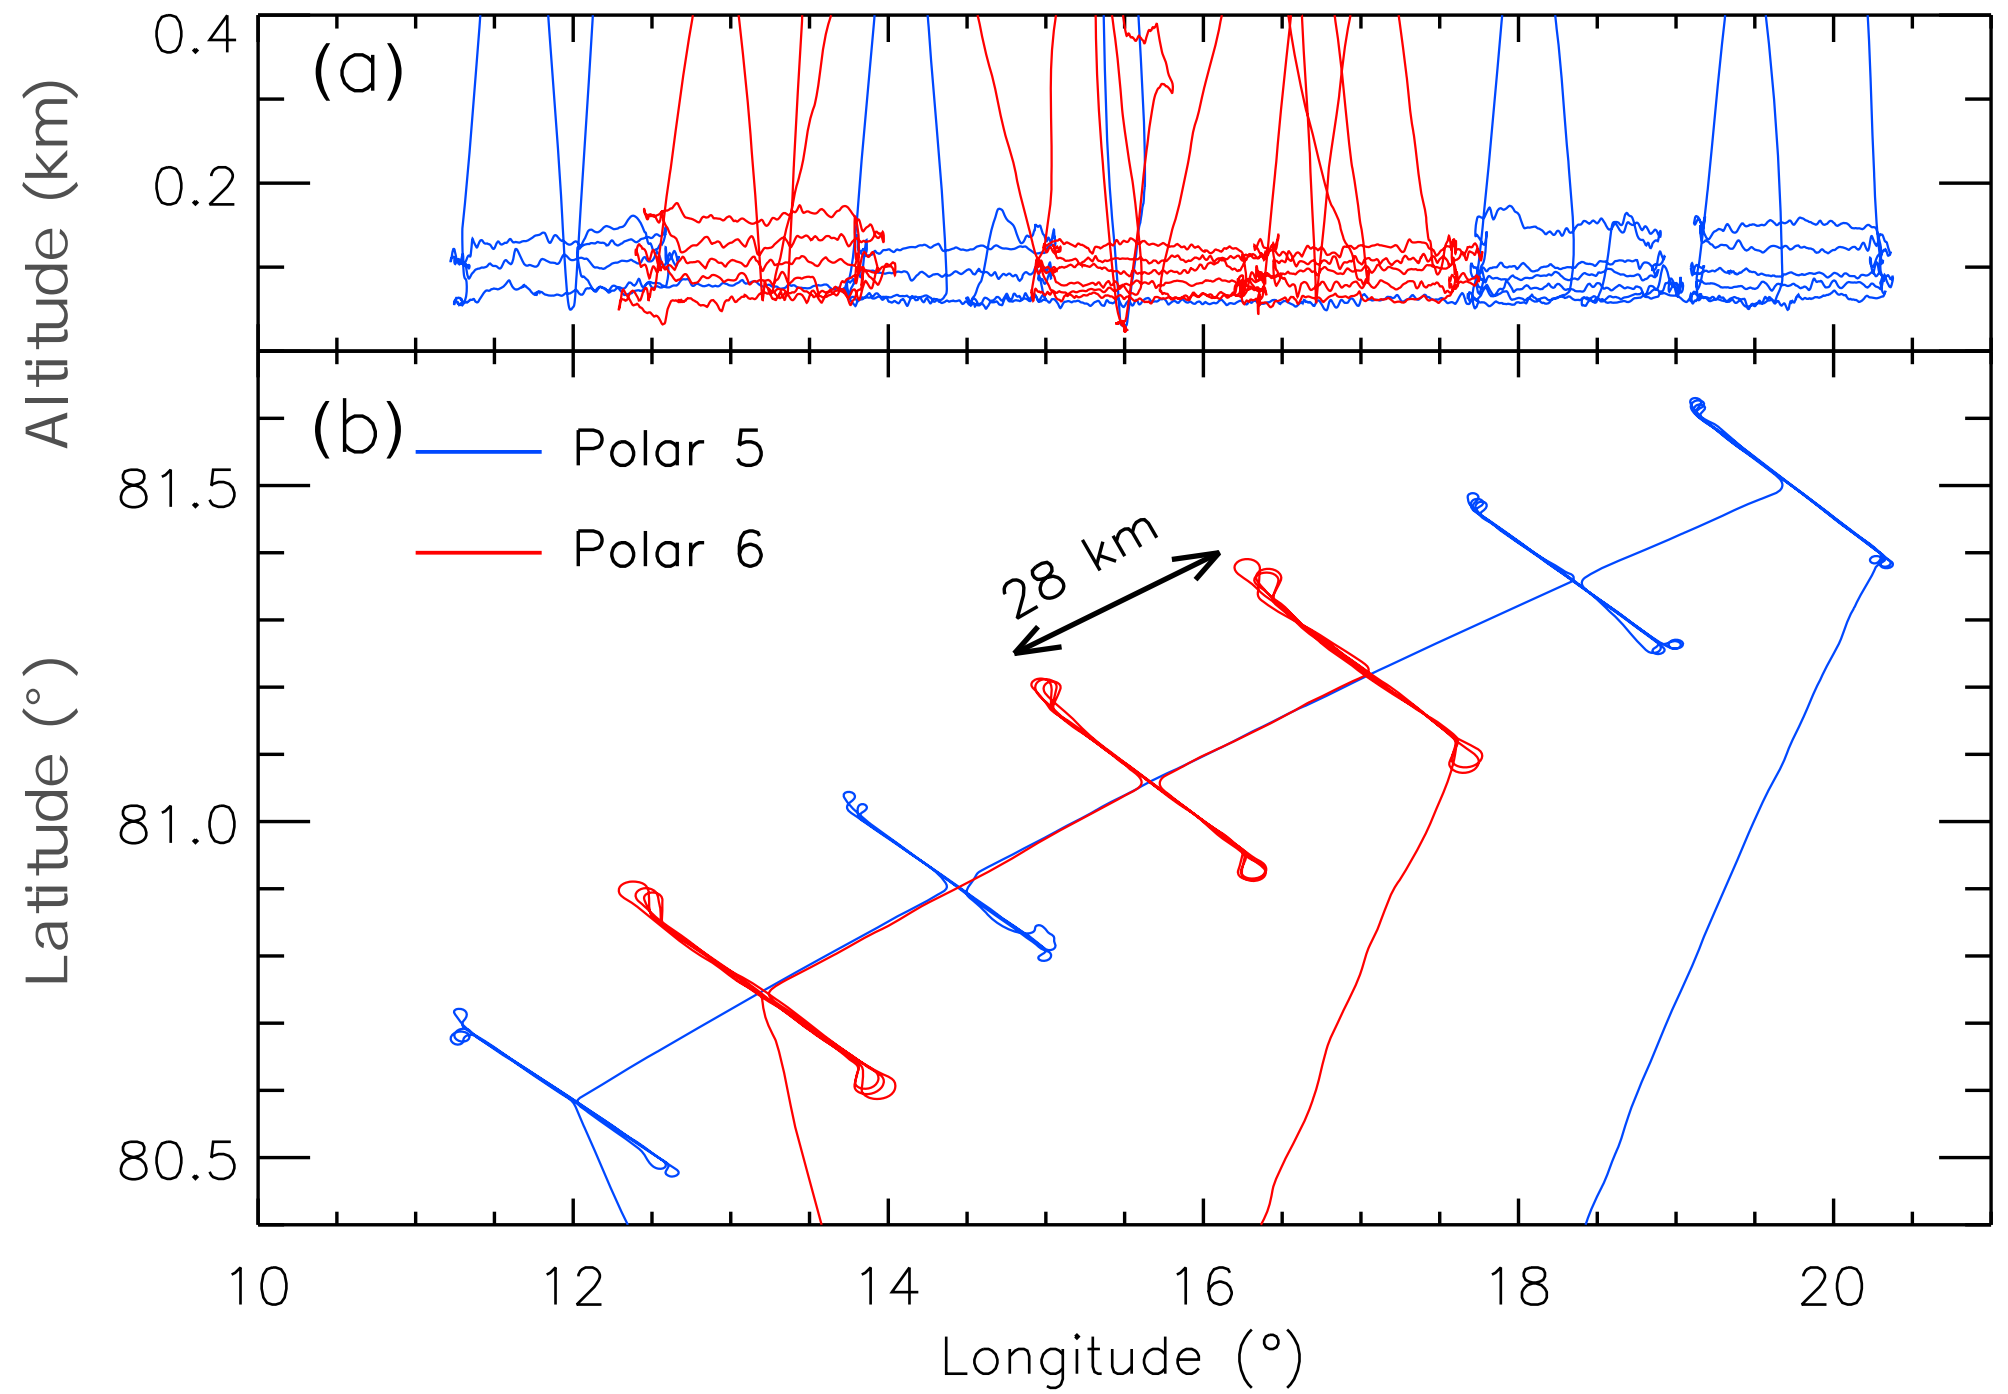 0.4
(a)
0.2
Altitude (km)
(b)
Polar 5
81.5
Polar 6
28 km
Latitude (°)
81.0
80.5
10 12 14 16 18 20
Longitude (°)